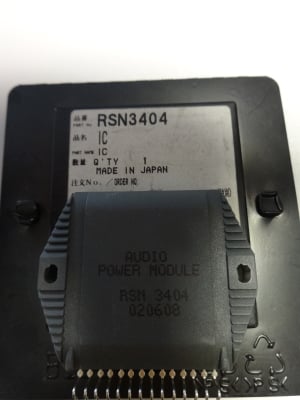 品番 RSN3404
PART No.
品名 IC
PART NAME IC
数量 Q'TY 1
MADE IN JAPAN
注文No. / ORDER NO.
AUDIO
POWER MODULE
RSN 3404
020608